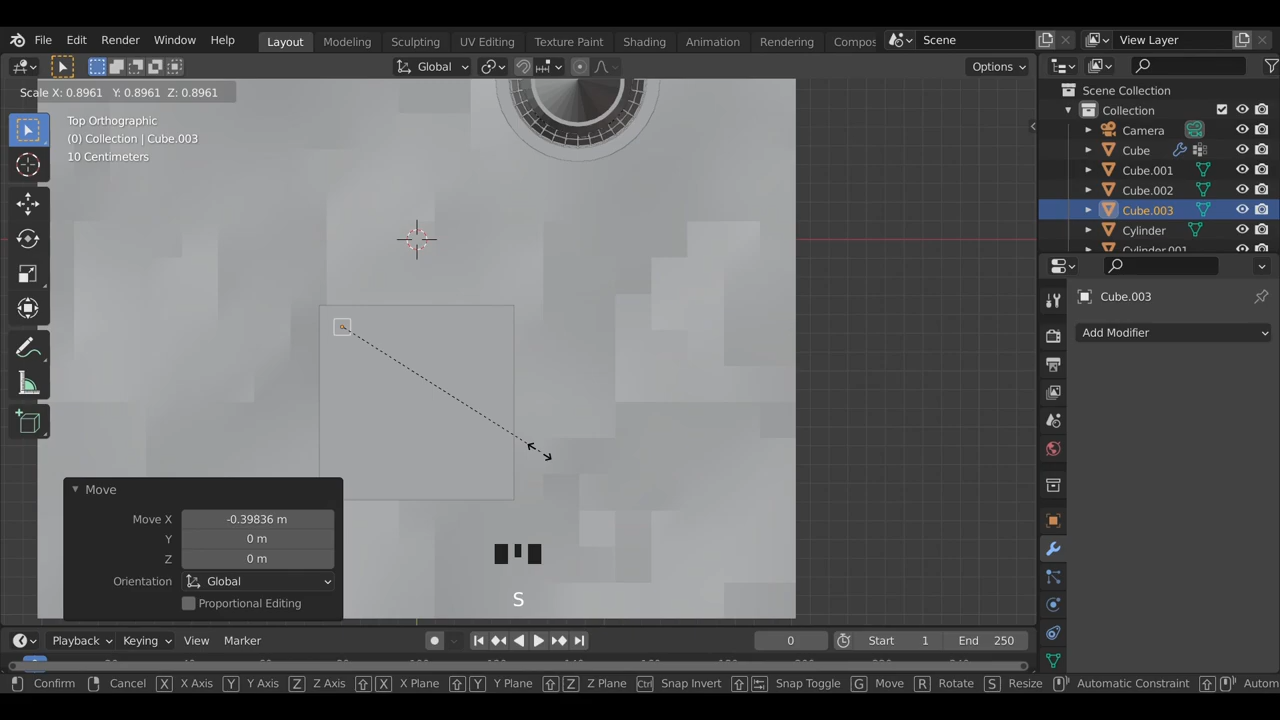 File Edit Render Window Help Layout Modeling Sculpting UV Editing Texture Paint Shading Animation Rendering Compos Scene View Layer
Global Options
Scale X: 0.8961 Y: 0.8961 Z: 0.8961
Top Orthographic
(0) Collection | Cube.003
10 Centimeters
Scene Collection
Collection
Camera
Cube
Cube.001
Cube.002
Cube.003
Cylinder
Cylinder.001
Cube.003
Add Modifier
Move
Move X -0.39836 m
Y 0 m
Z 0 m
Orientation Global
Proportional Editing
S
Playback Keying View Marker 0 Start 1 End 250
Confirm Cancel X X Axis Y Y Axis Z Z Axis X X Plane Y Y Plane Z Z Plane Ctrl Snap Invert Snap Toggle G Move R Rotate S Resize Automatic Constraint Autom